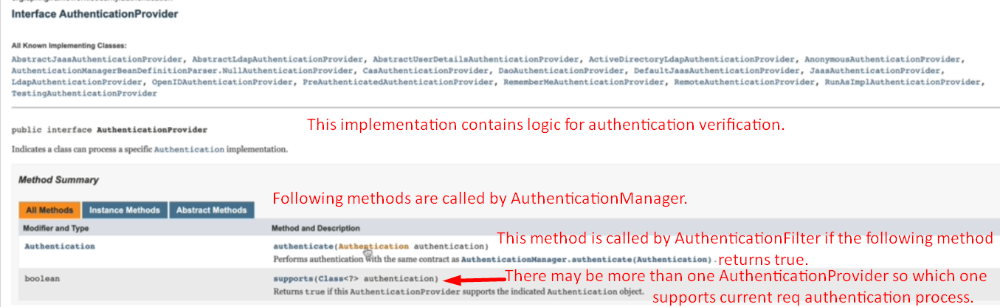 Interface AuthenticationProvider
All Known Implementing Classes:
AbstractJaasAuthenticationProvider, AbstractLdapAuthenticationProvider, AbstractUserDetailsAuthenticationProvider, ActiveDirectoryLdapAuthenticationProvider, AnonymousAuthenticationProvider,
AuthenticationManagerBeanDefinitionParser.NullAuthenticationProvider, CasAuthenticationProvider, DaoAuthenticationProvider, DefaultJaasAuthenticationProvider, JaasAuthenticationProvider,
LdapAuthenticationProvider, OpenIDAuthenticationProvider, PreAuthenticatedAuthenticationProvider, RememberMeAuthenticationProvider, RemoteAuthenticationProvider, RunAsImplAuthenticationProvider,
TestingAuthenticationProvider
This implementation contains logic for authentication verification.
public interface AuthenticationProvider
Indicates a class can process a specific Authentication implementation.
Method Summary
Following methods are called by AuthenticationManager.
All Methods Instance Methods Abstract Methods
Modifier and Type Method and Description
Authentication authenticate(Authentication authentication) This method is called by AuthenticationFilter if the following method
Performs authentication with the same contract as AuthenticationManager.authenticate(Authentication). returns true.
boolean supports(Class<?> authentication) There may be more than one AuthenticationProvider so which one
Returns true if this AuthenticationProvider supports the indicated Authentication object. supports current req authentication process.